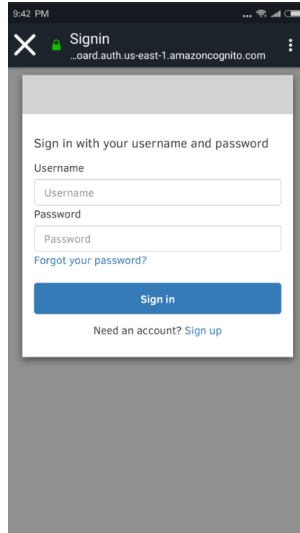 9:42 PM
...
Signin
...oard.auth.us-east-1.amazoncognito.com
Sign in with your username and password
Username
Username
Password
Password
Forgot your password?
Sign in
Need an account? Sign up